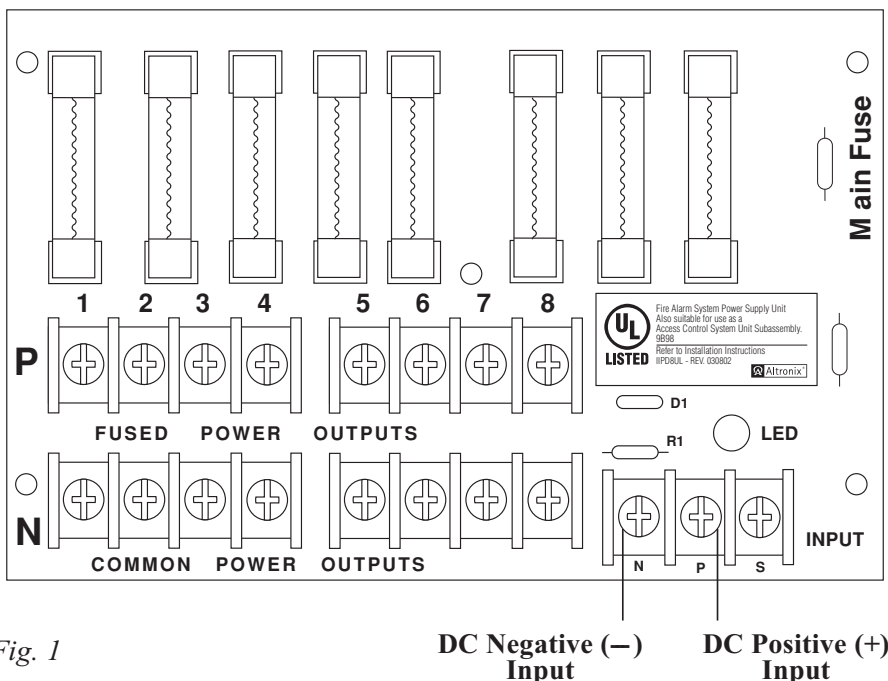 M ain Fuse
1 2 3 4 5 6 7 8
UL
LISTED
Fire Alarm System Power Supply Unit
Also suitable for use as a
Access Control System Unit Subassembly.
9B98
Refer to Installation Instructions
IIPD8UL - REV. 030802
Altronix
P
FUSED POWER OUTPUTS
D1
R1
LED
N
COMMON POWER OUTPUTS
N P S
INPUT
Fig. 1
DC Negative (–)
Input
DC Positive (+)
Input